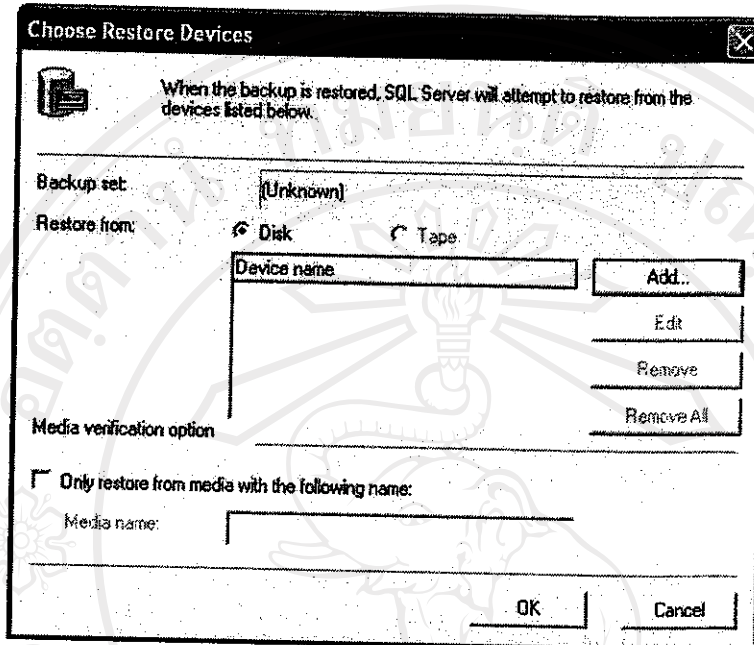 Choose Restore Devices
When the backup is restored, SQL Server will attempt to restore from the
devices listed below.
Backup set:
(Unknown)
Restore from:
Disk
Tape
Device name
Add...
Edit
Remove
Remove All
Media verification option
Only restore from media with the following name:
Media name:
OK
Cancel